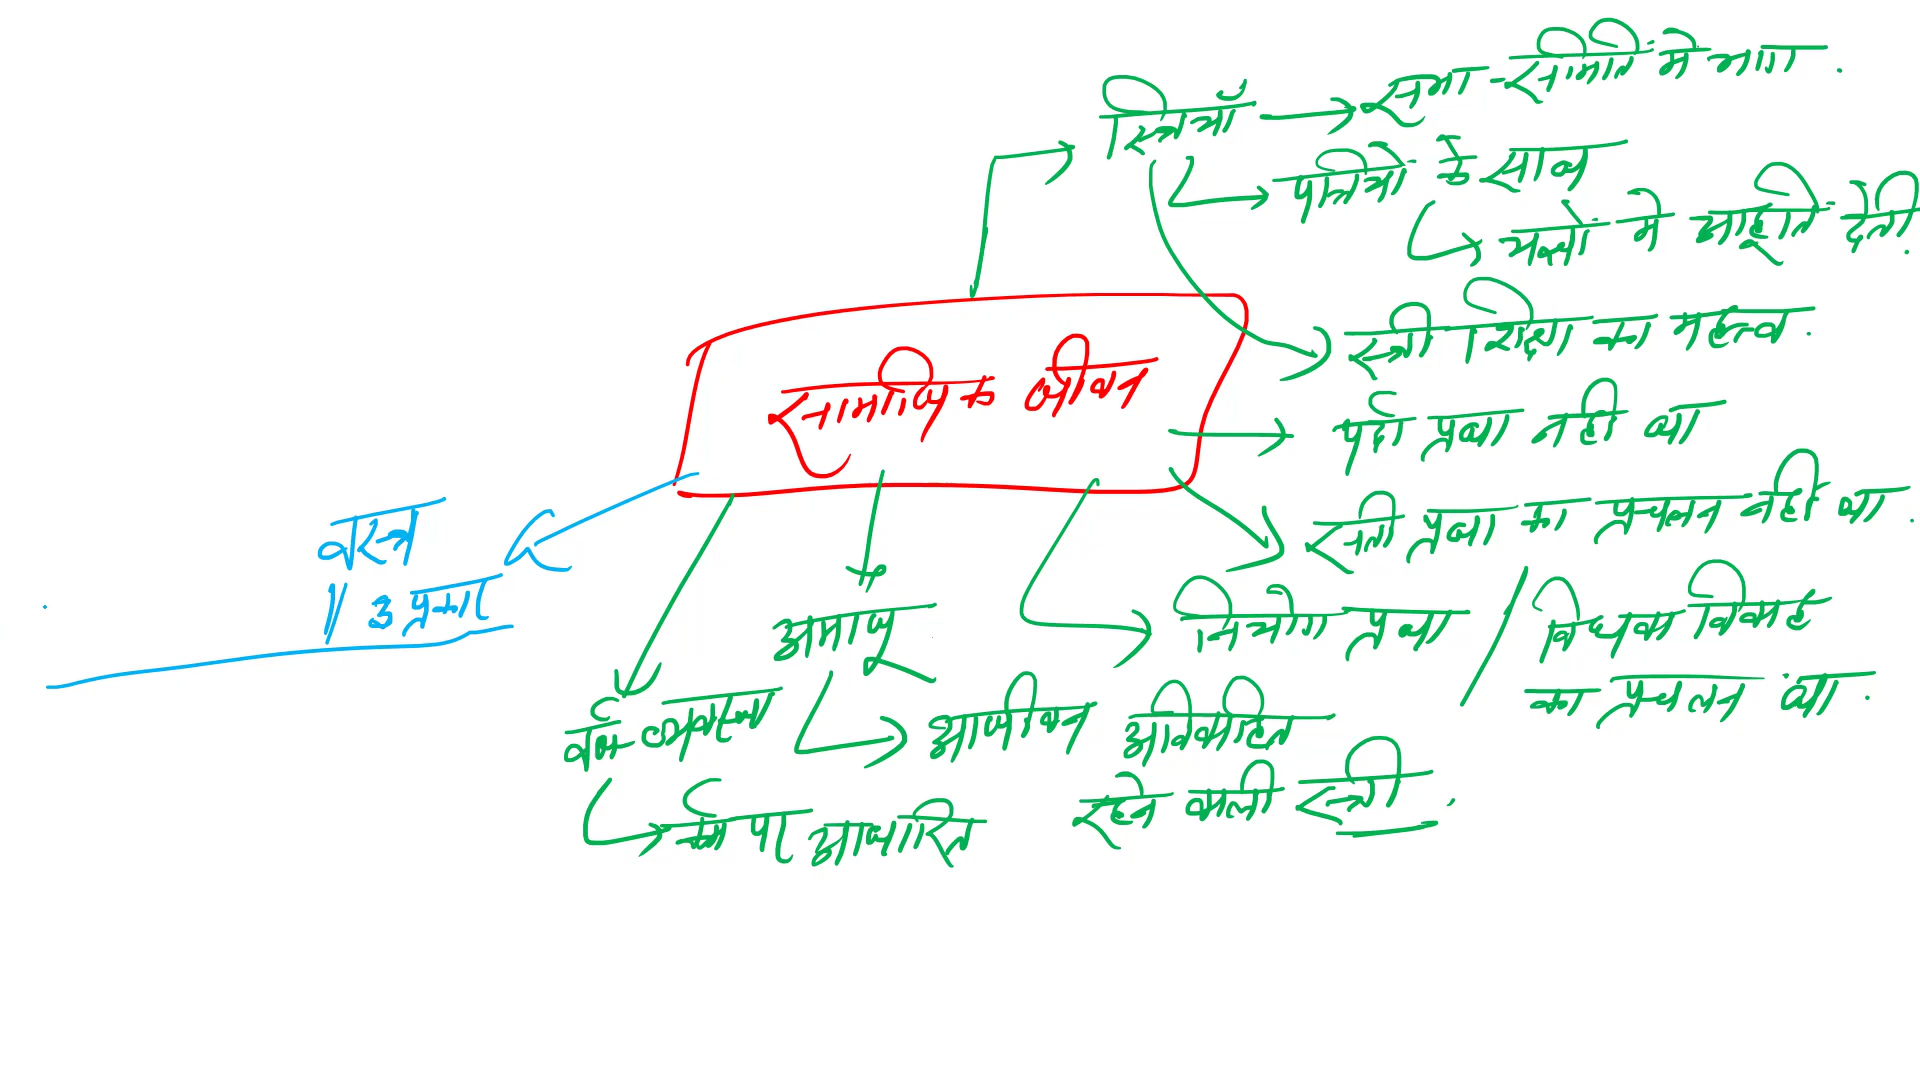 स्त्रियाँ
सभा-समिति में भाग.
पतियों के साथ
यज्ञों में आहूति देती.
स्त्री शिक्षा का महत्व.
सामाजिक जीवन
पर्दा प्रथा नही था
सती प्रथा का प्रचलन नहीं था.
वस्त्र
3 प्रकार
नियोग प्रथा / विधवा विवाह
का प्रचलन था.
अमाजू
आजीवन अविवाहित
रहने वाली स्त्री.
वर्ण-व्यवस्था
कर्म पर आधारित